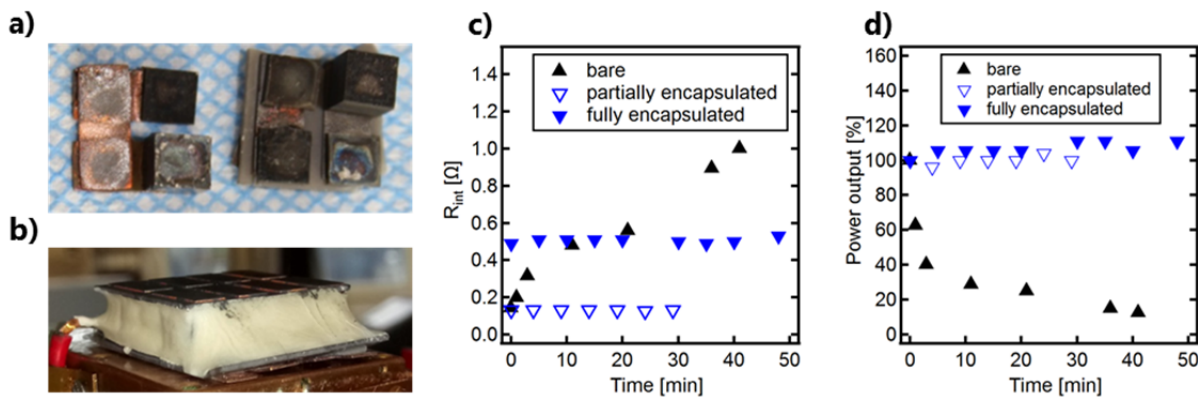 a)
b)
c)
1.4
1.2
1.0
0.8
0.6
0.4
0.2
0.0
R_int [Ω]
bare
partially encapsulated
fully encapsulated
0 10 20 30 40 50
Time [min]
d)
160
140
120
100
80
60
40
20
0
Power output [%]
bare
partially encapsulated
fully encapsulated
0 10 20 30 40 50
Time [min]